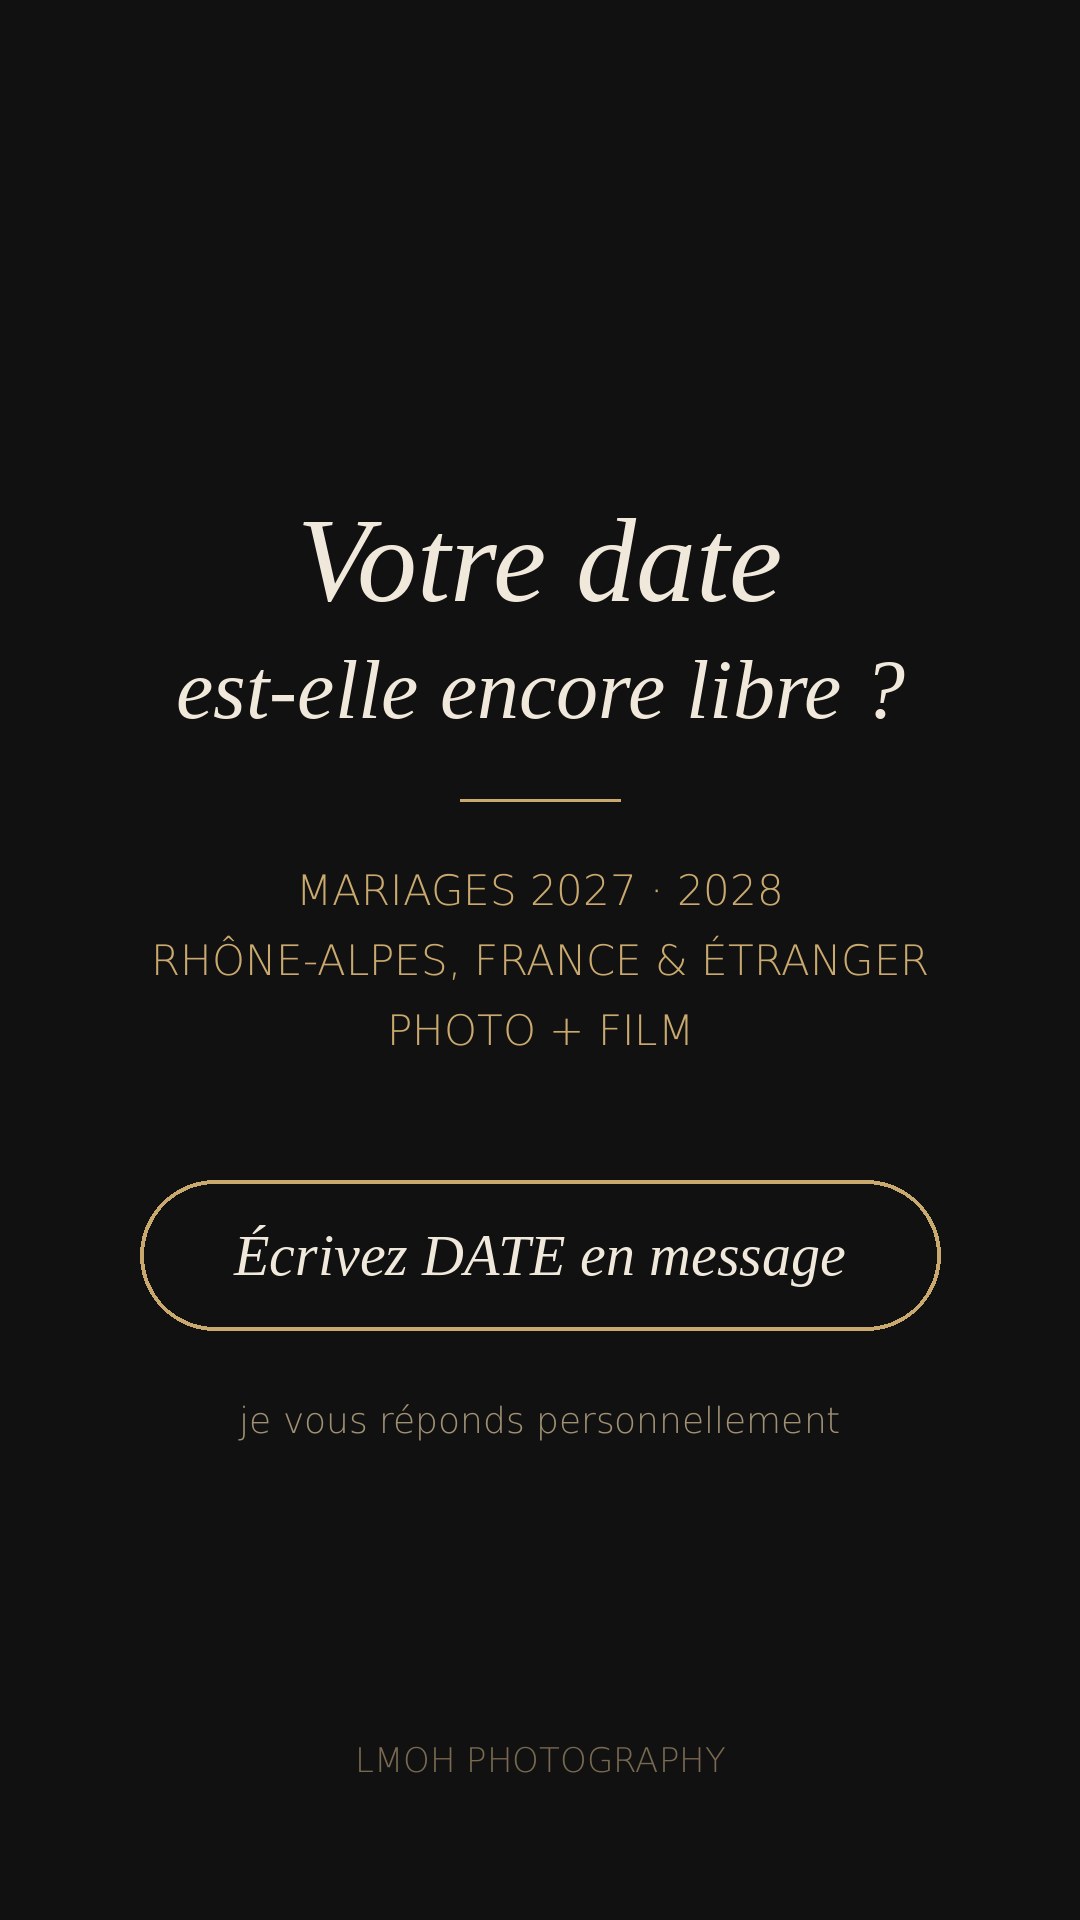 Votre date
est-elle encore libre ?
MARIAGES 2027 · 2028
RHÔNE-ALPES, FRANCE & ÉTRANGER
PHOTO + FILM
Écrivez DATE en message
je vous réponds personnellement
LMOH PHOTOGRAPHY